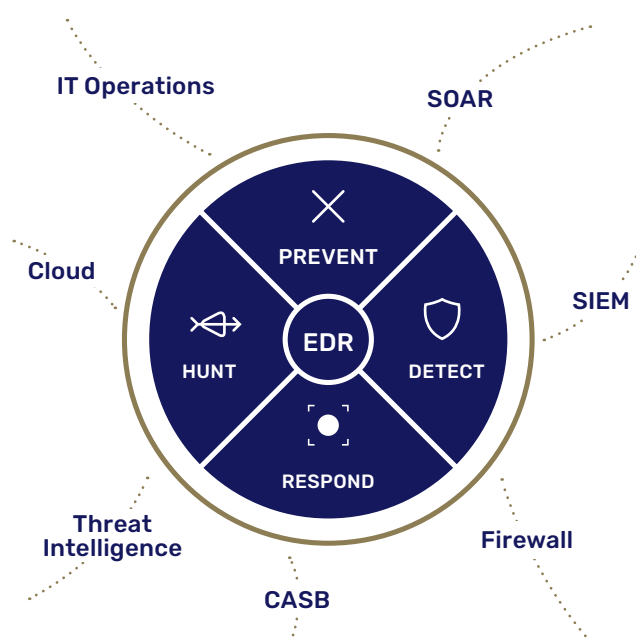 IT Operations
SOAR
PREVENT
Cloud
SIEM
EDR
HUNT
DETECT
RESPOND
Threat
Intelligence
Firewall
CASB